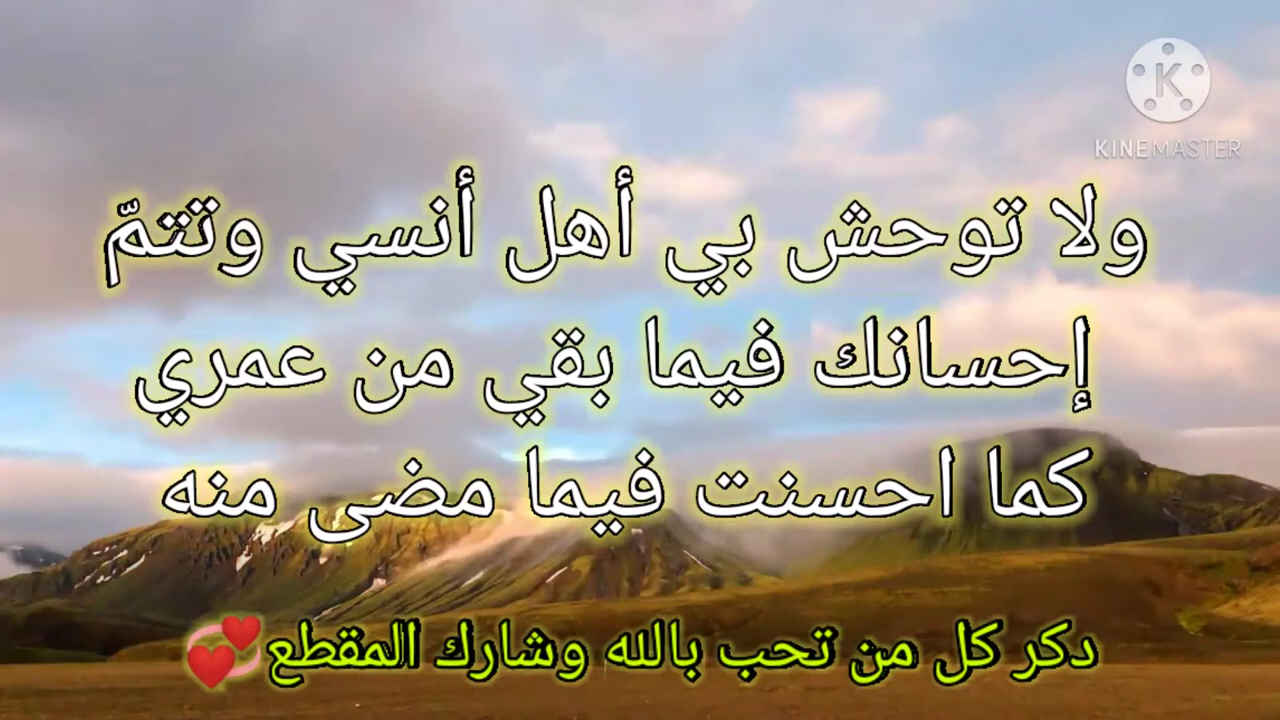 KINEMASTER
ولا توحش بي أهل أنسي وتتمّ
إحسانك فيما بقي من عمري
كما احسنت فيما مضى منه
دكر كل من تحب بالله وشارك المقطع💞